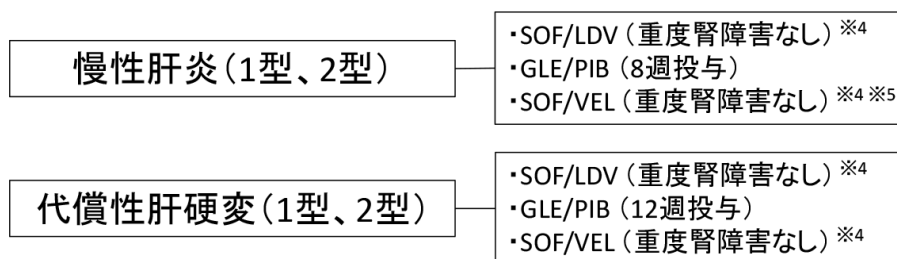 慢性肝炎（1型、2型）
・SOF/LDV（重度腎障害なし）※4
・GLE/PIB（8週投与）
・SOF/VEL（重度腎障害なし）※4 ※5
代償性肝硬変（1型、2型）
・SOF/LDV（重度腎障害なし）※4
・GLE/PIB（12週投与）
・SOF/VEL（重度腎障害なし）※4